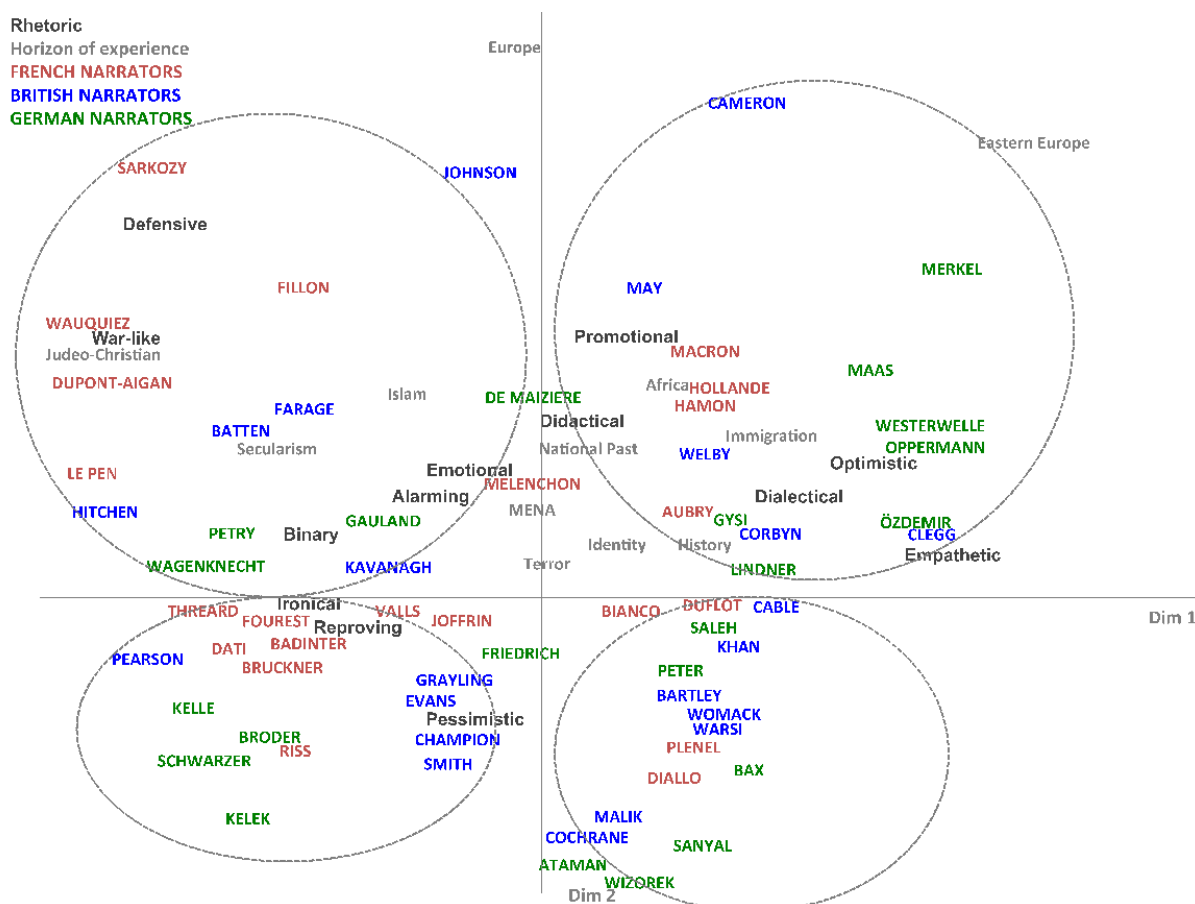 Rhetoric
Horizon of experience
FRENCH NARRATORS
BRITISH NARRATORS
GERMAN NARRATORS
Europe
CAMERON
Eastern Europe
SARKOZY
JOHNSON
Defensive
MERKEL
FILLON
MAY
WAUQUIEZ
War-like
Promotional
Judeo-Christian
MACRON
MAAS
DUPONT-AIGAN
Africa
HOLLANDE
Islam
DE MAIZIERE
HAMON
FARAGE
Didactical
BATTEN
WESTERWELLE
Immigration
Secularism
National Past
OPPERMANN
WELBY
Optimistic
LE PEN
Emotional
MELENCHON
Alarming
Dialectical
HITCHEN
MENA
AUBRY
GYSI
GAULAND
ÖZDEMIR
PETRY
Binary
CORBYN
CLEGG
Identity
History
Empathetic
WAGENKNECHT
KAVANAGH
Terror
LINDNER
Ironical
THREARD
VALLS
BIANCO
DUFLOT
CABLE
Dim 1
FOUREST
JOFFRIN
Reproving
SALEH
BADINTER
DATI
KHAN
FRIEDRICH
PEARSON
BRUCKNER
PETER
GRAYLING
BARTLEY
EVANS
KELLE
WOMACK
Pessimistic
WARSI
BRODER
CHAMPION
RISS
PLENEL
SCHWARZER
SMITH
BAX
DIALLO
KELEK
MALIK
COCHRANE
SANYAL
ATAMAN
WIZOREK
Dim 2